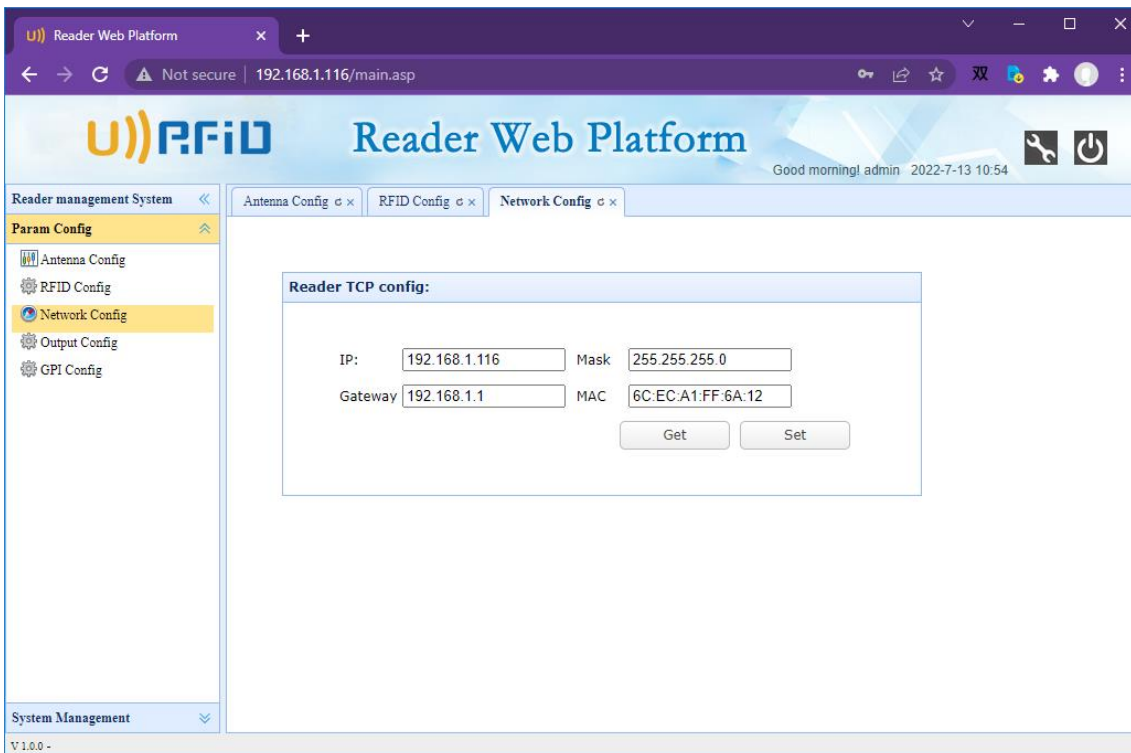 U)) Reader Web Platform
Not secure 192.168.1.116/main.asp
双
U))RFiD Reader Web Platform
Good morning! admin 2022-7-13 10:54
Reader management System
Antenna Config RFID Config Network Config
Param Config
Antenna Config
RFID Config
Network Config
Output Config
GPI Config
Reader TCP config:
IP: 192.168.1.116 Mask 255.255.255.0
Gateway 192.168.1.1 MAC 6C:EC:A1:FF:6A:12
Get Set
System Management
V 1.0.0 -